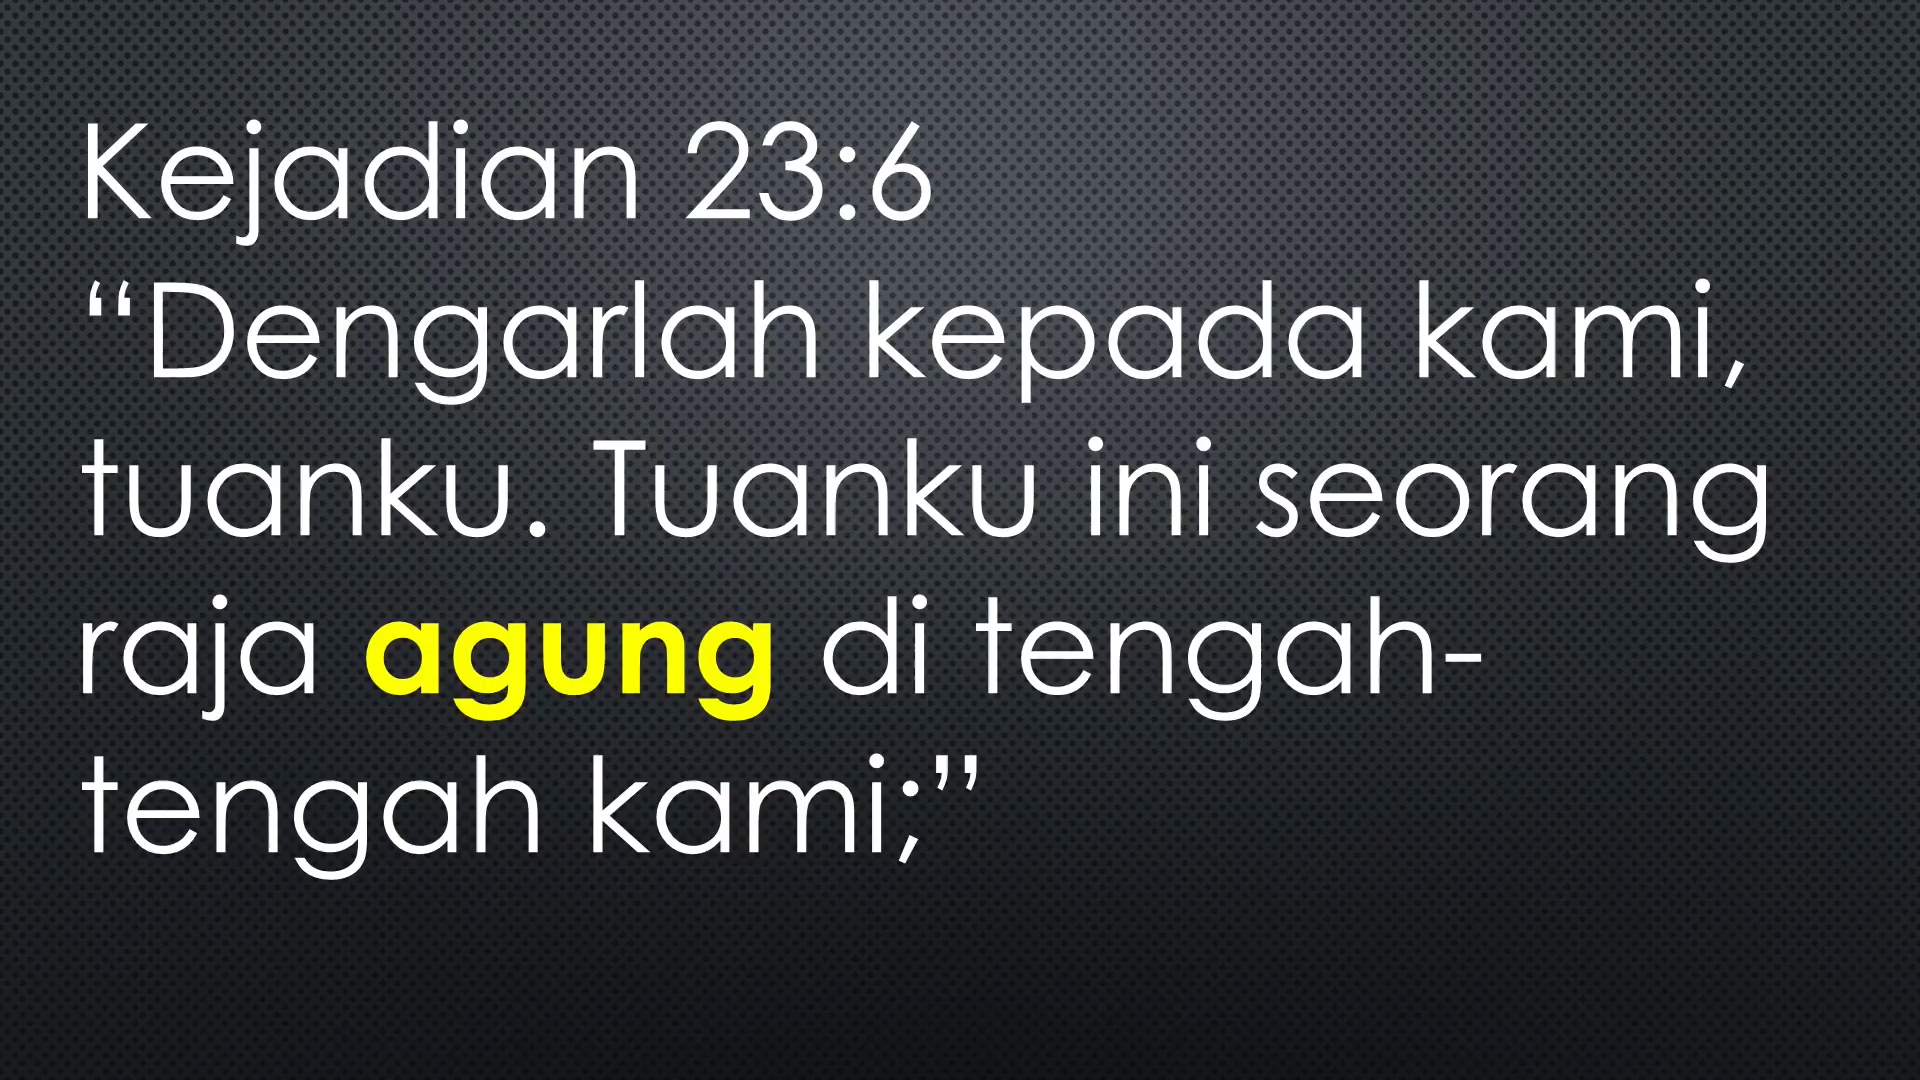 Kejadian 23:6
“Dengarlah kepada kami,
tuanku. Tuanku ini seorang
raja agung di tengah-
tengah kami;”